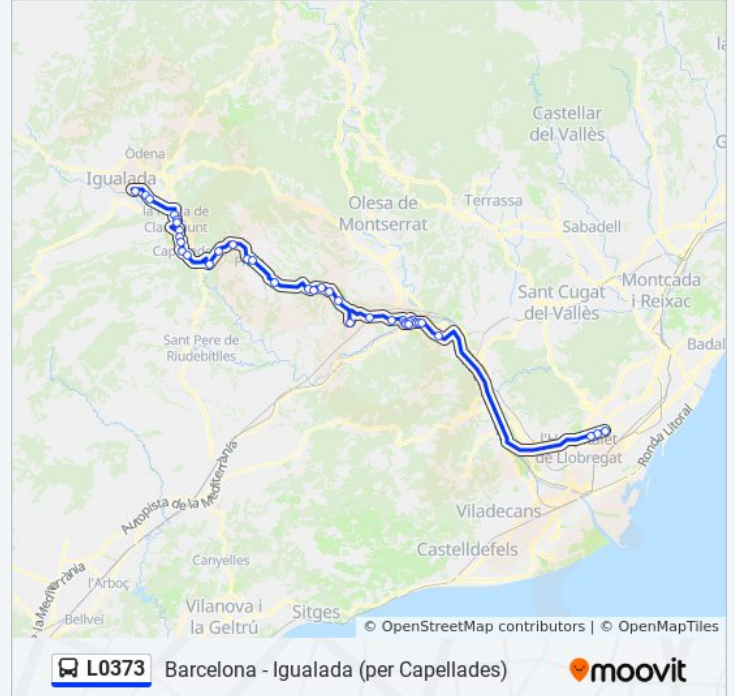 la
Castellar
del Vallès
G
Òdena
Igualada
Olesa de
Montserrat
Terrassa
Sabadell
Montcada
i Reixac
Sant Cugat
del Vallès
Sant Pere de
Riudebitlles
Badal
Ronda Litoral
de Llobregat
Autopista de la Mediterrània
Viladecans
Castelldefels
Canyelles
l'Arboç
Bellvei
Vilanova i
la Geltrú
Sitges
© OpenStreetMap contributors | © OpenMapTiles
L0373 Barcelona - Igualada (per Capellades)
moovit